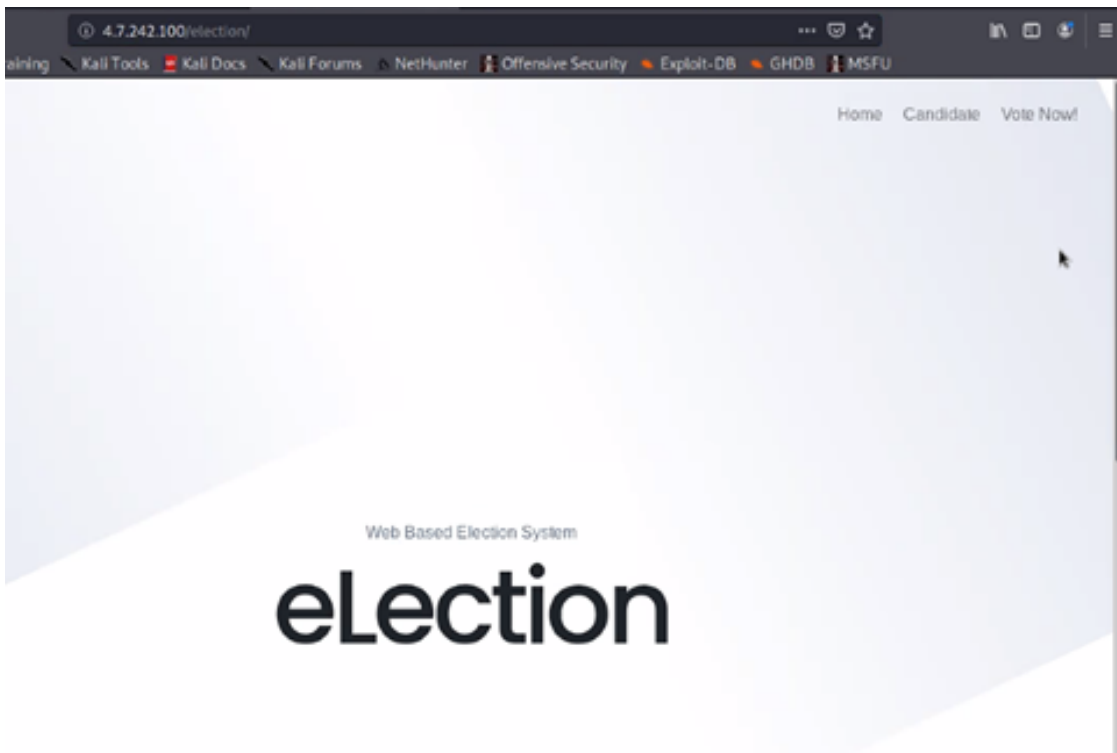 4.7.242.100/election/
aining Kali Tools Kali Docs Kali Forums NetHunter Offensive Security Exploit-DB GHDB MSFU
Home Candidate Vote Now!
Web Based Election System
eLection